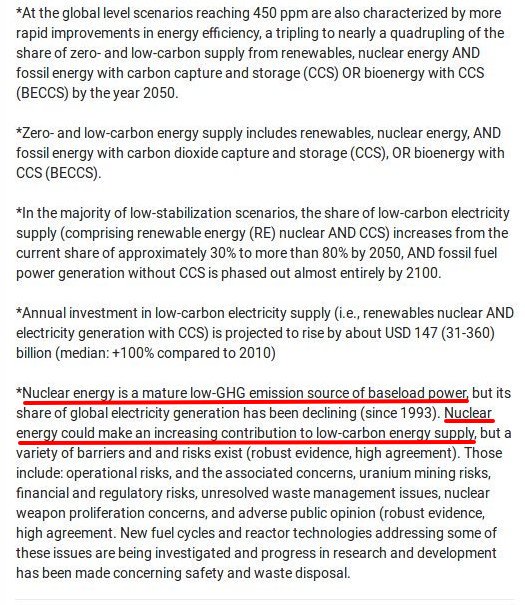 *At the global level scenarios reaching 450 ppm are also characterized by more
rapid improvements in energy efficiency, a tripling to nearly a quadrupling of the
share of zero- and low-carbon supply from renewables, nuclear energy AND
fossil energy with carbon capture and storage (CCS) OR bioenergy with CCS
(BECCS) by the year 2050.
*Zero- and low-carbon energy supply includes renewables, nuclear energy, AND
fossil energy with carbon dioxide capture and storage (CCS), OR bioenergy with
CCS (BECCS).
*In the majority of low-stabilization scenarios, the share of low-carbon electricity
supply (comprising renewable energy (RE) nuclear AND CCS) increases from the
current share of approximately 30% to more than 80% by 2050, AND fossil fuel
power generation without CCS is phased out almost entirely by 2100.
*Annual investment in low-carbon electricity supply (i.e., renewables nuclear AND
electricity generation with CCS) is projected to rise by about USD 147 (31-360)
billion (median: +100% compared to 2010)
*Nuclear energy is a mature low-GHG emission source of baseload power, but its
share of global electricity generation has been declining (since 1993). Nuclear
energy could make an increasing contribution to low-carbon energy supply, but a
variety of barriers and and risks exist (robust evidence, high agreement). Those
include: operational risks, and the associated concerns, uranium mining risks,
financial and regulatory risks, unresolved waste management issues, nuclear
weapon proliferation concerns, and adverse public opinion (robust evidence,
high agreement. New fuel cycles and reactor technologies addressing some of
these issues are being investigated and progress in research and development
has been made concerning safety and waste disposal.